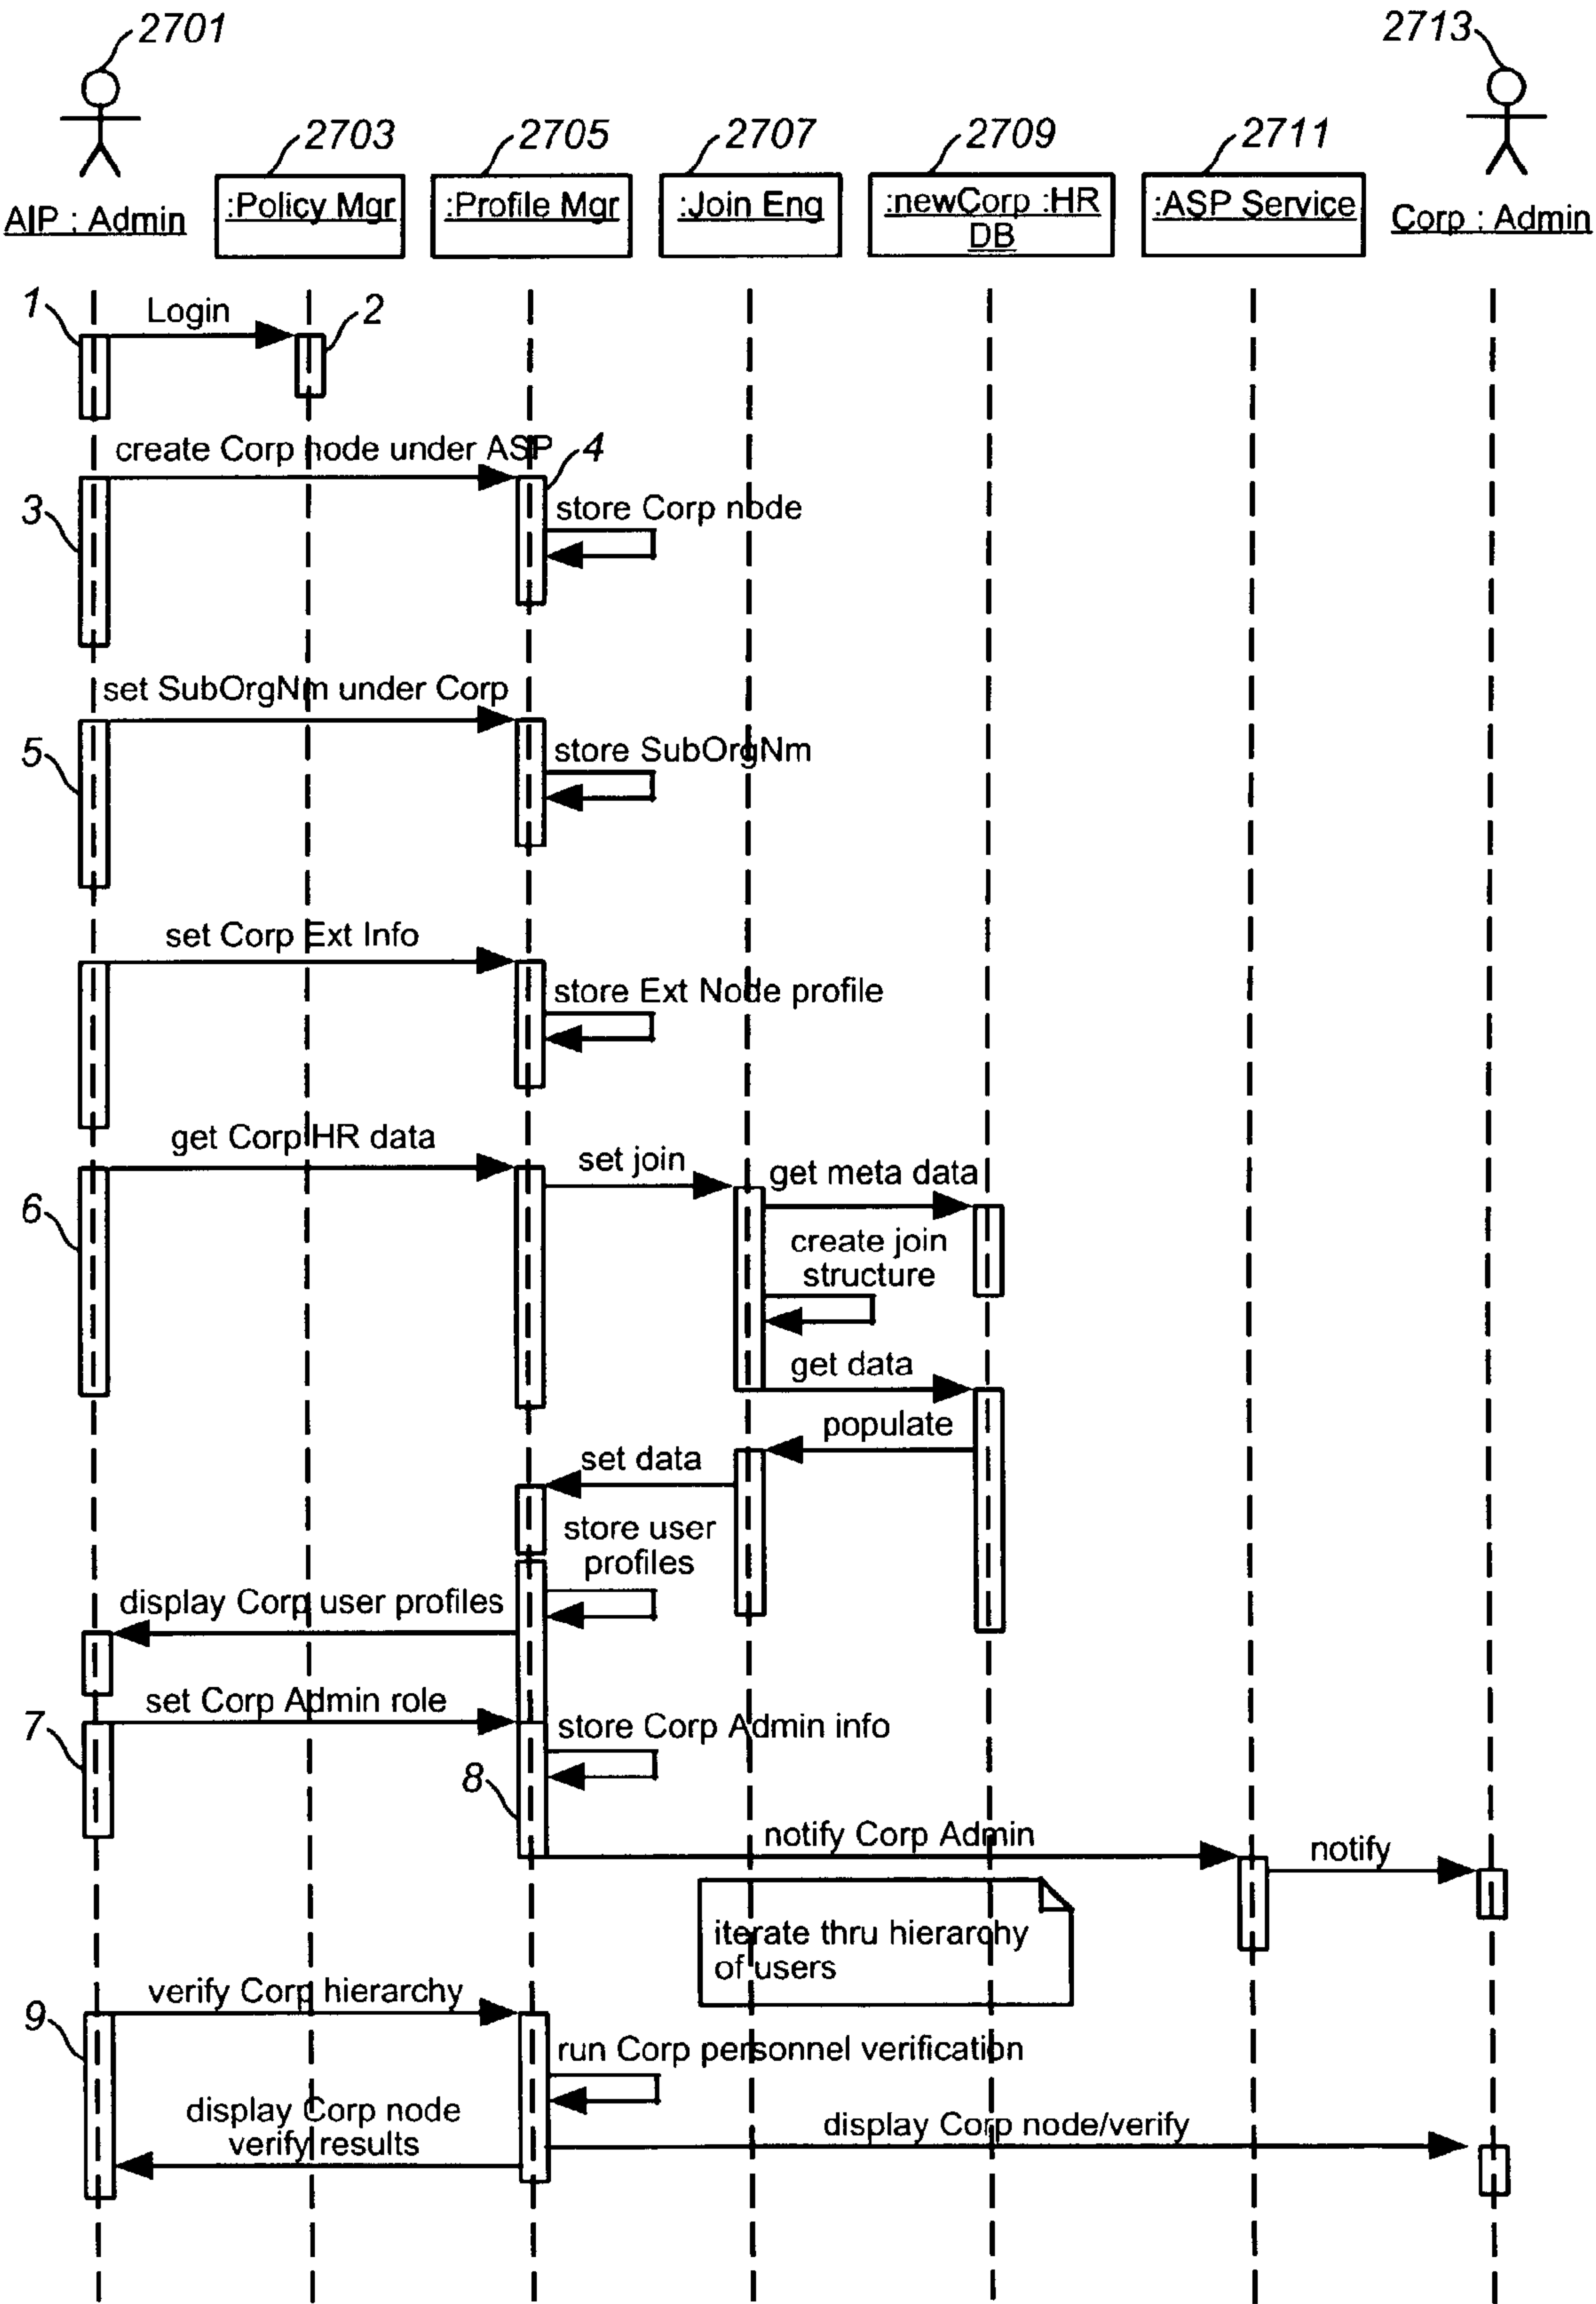 2701
2713
2703
2705
2707
2709
2711
AIP : Admin
:Policy Mgr
:Profile Mgr
:Join Eng
:newCorp :HR
DB
:ASP Service
Corp : Admin
1
Login
2
create Corp node under ASP
4
3
store Corp node
set SubOrgNm under Corp
5
store SubOrgNm
set Corp Ext Info
store Ext Node profile
get Corp HR data
set join
get meta data
6
create join
structure
get data
populate
set data
store user
profiles
display Corp user profiles
set Corp Admin role
7
store Corp Admin info
8
notify Corp Admin
notify
iterate thru hierarchy
of users
verify Corp hierarchy
9
run Corp personnel verification
display Corp node
verify results
display Corp node/verify